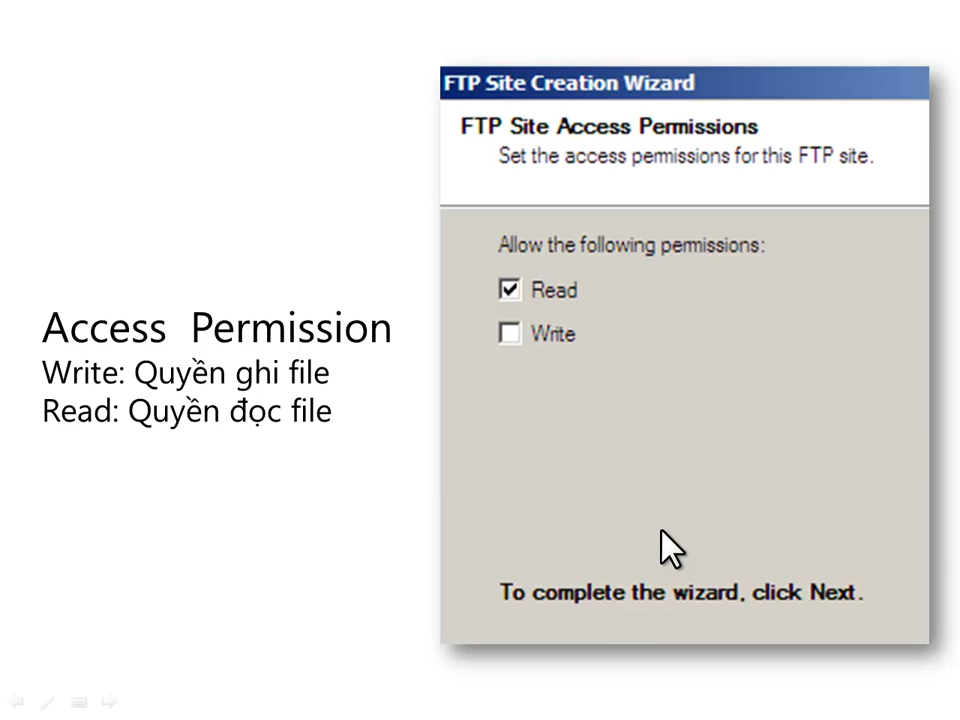 Access Permission
Write: Quyền ghi file
Read: Quyền đọc file
FTP Site Creation Wizard
FTP Site Access Permissions
Set the access permissions for this FTP site.
Allow the following permissions:
Read
Write
To complete the wizard, click Next.